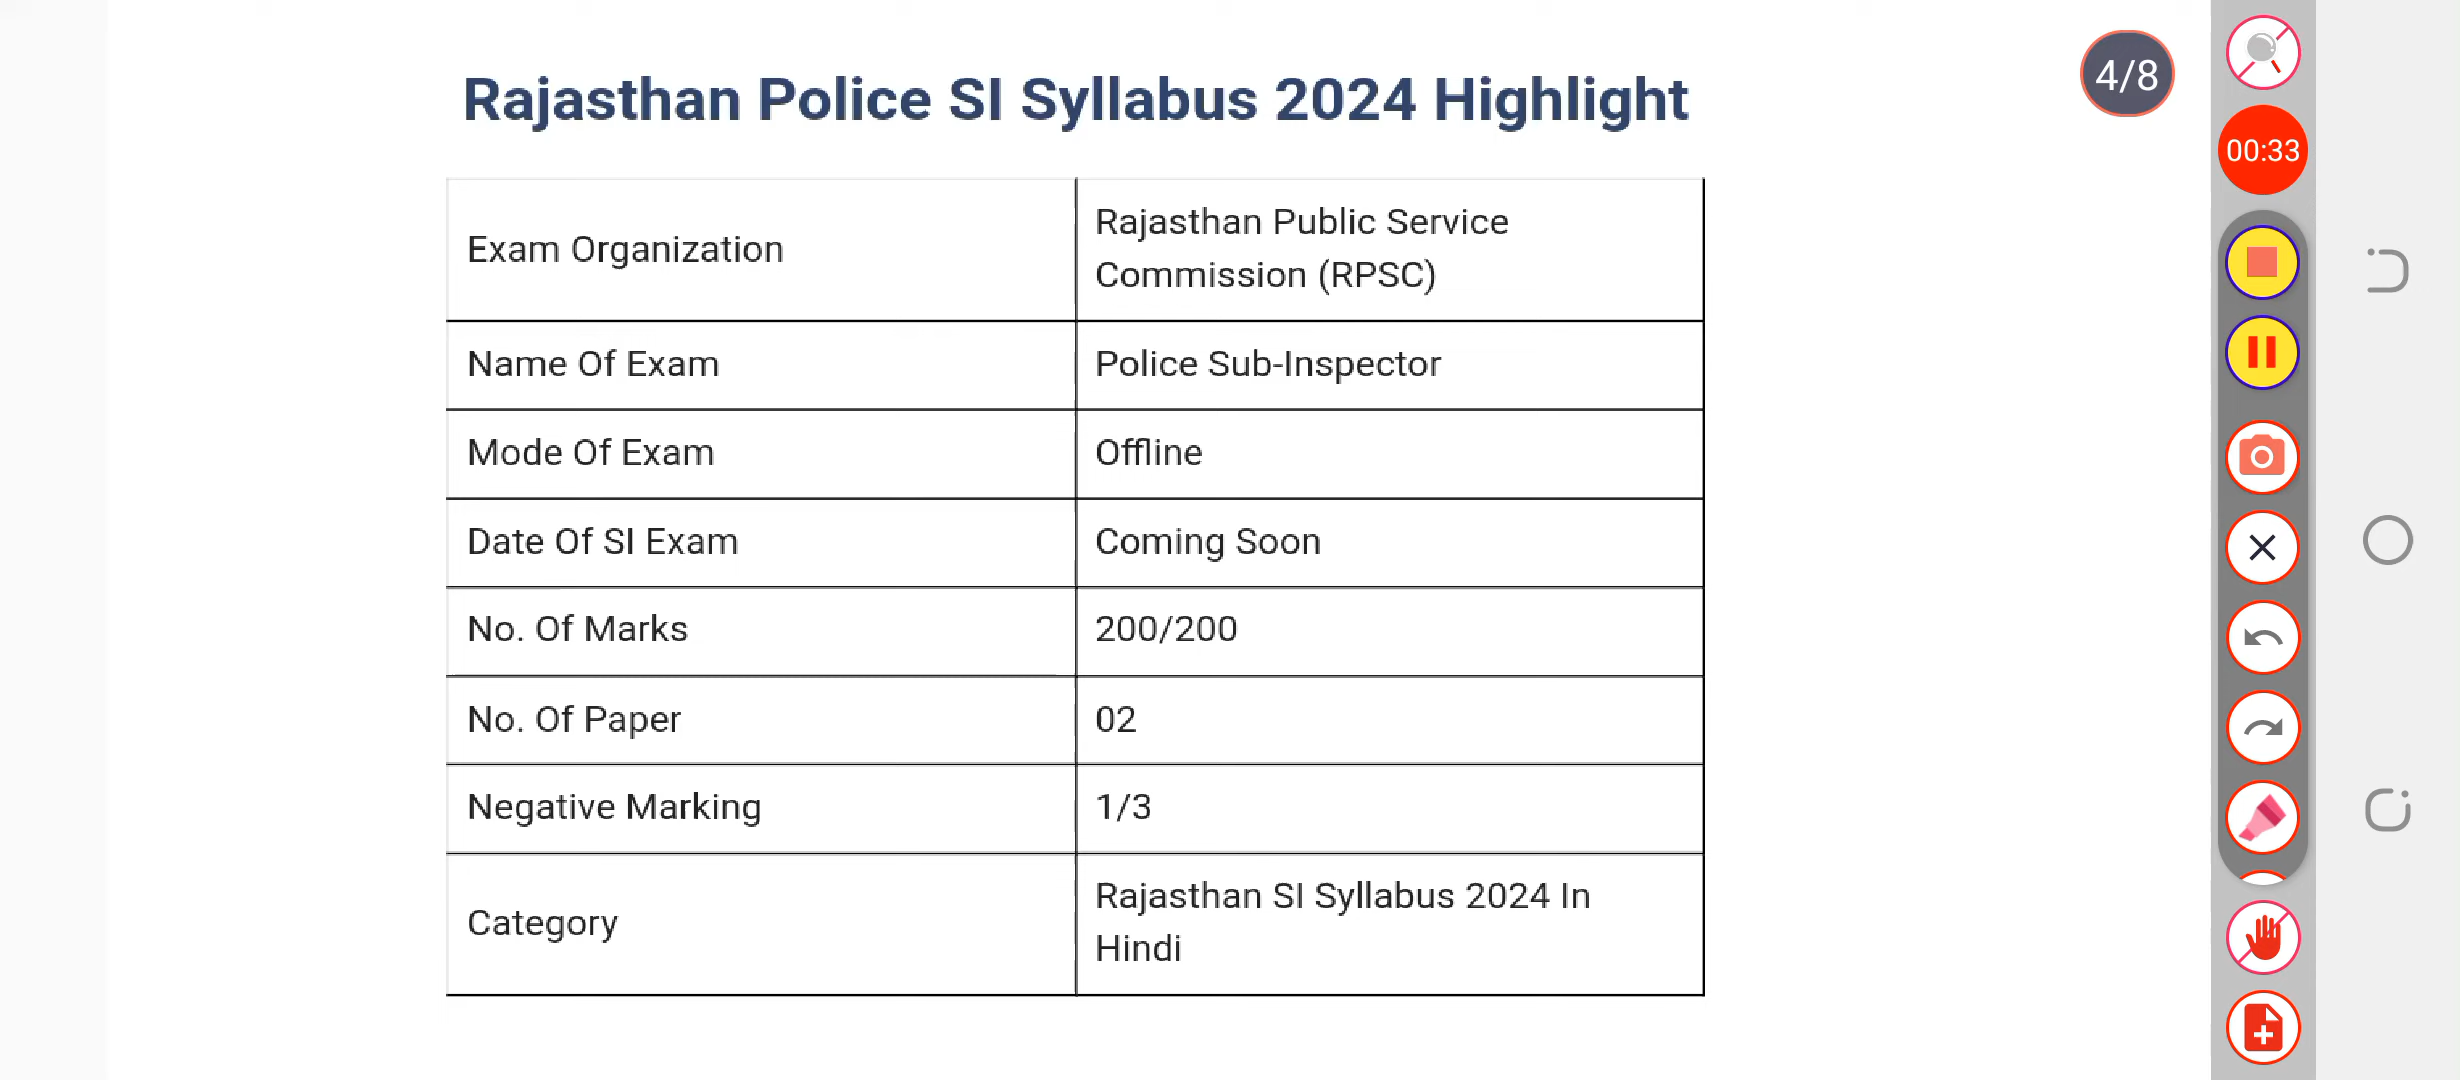 Rajasthan Police SI Syllabus 2024 Highlight
4/8
00:33
Exam Organization
Rajasthan Public Service
Commission (RPSC)
Name Of Exam
Police Sub-Inspector
Mode Of Exam
Offline
Date Of SI Exam
Coming Soon
No. Of Marks
200/200
No. Of Paper
02
Negative Marking
1/3
Category
Rajasthan SI Syllabus 2024 In
Hindi